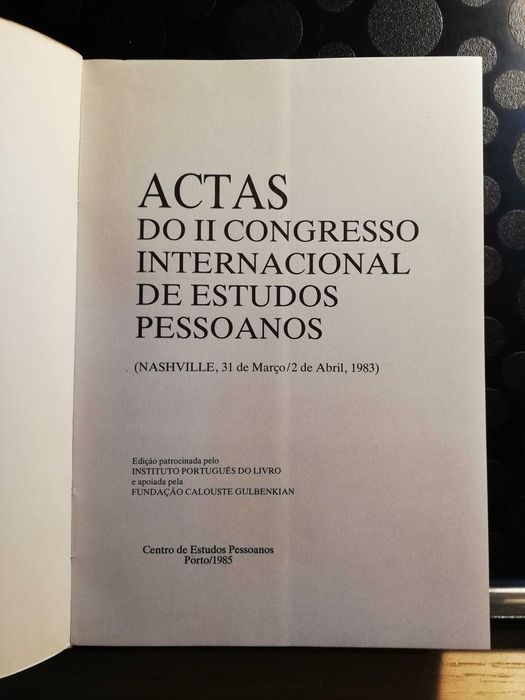 ACTAS
DO II CONGRESSO
INTERNACIONAL
DE ESTUDOS
PESSOANOS
(NASHVILLE, 31 de Março/2 de Abril, 1983)
Edição patrocinada pelo
INSTITUTO PORTUGUÊS DO LIVRO
e apoiada pela
FUNDAÇÃO CALOUSTE GULBENKIAN
Centro de Estudos Pessoanos
Porto/1985